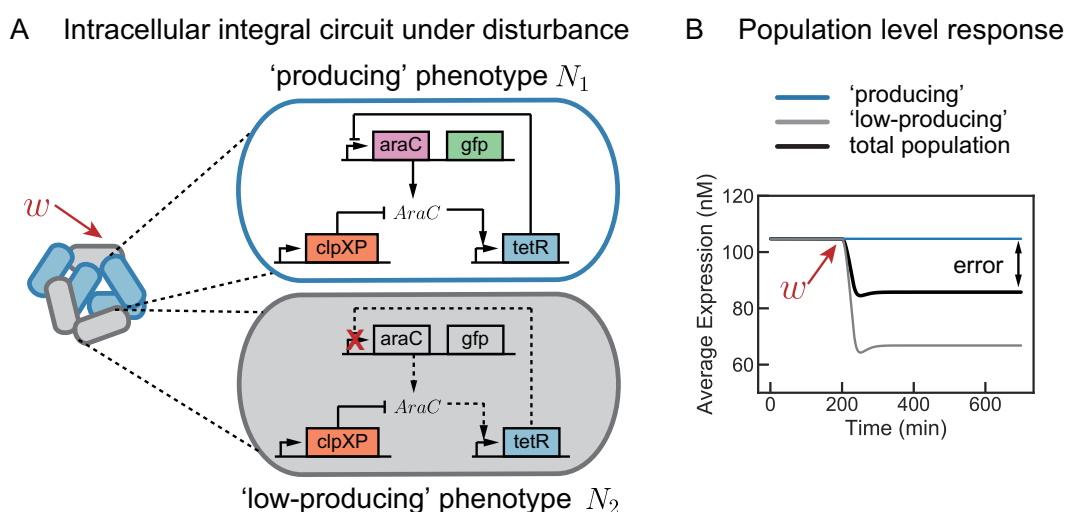 A Intracellular integral circuit under disturbance
'producing' phenotype N₁
araC gfp
AraC
clpXP tetR
w
araC gfp
AraC
clpXP tetR
'low-producing' phenotype N₂
B Population level response
'producing'
'low-producing'
total population
Average Expression (nM)
120
100
80
60
w
error
0 200 400 600
Time (min)